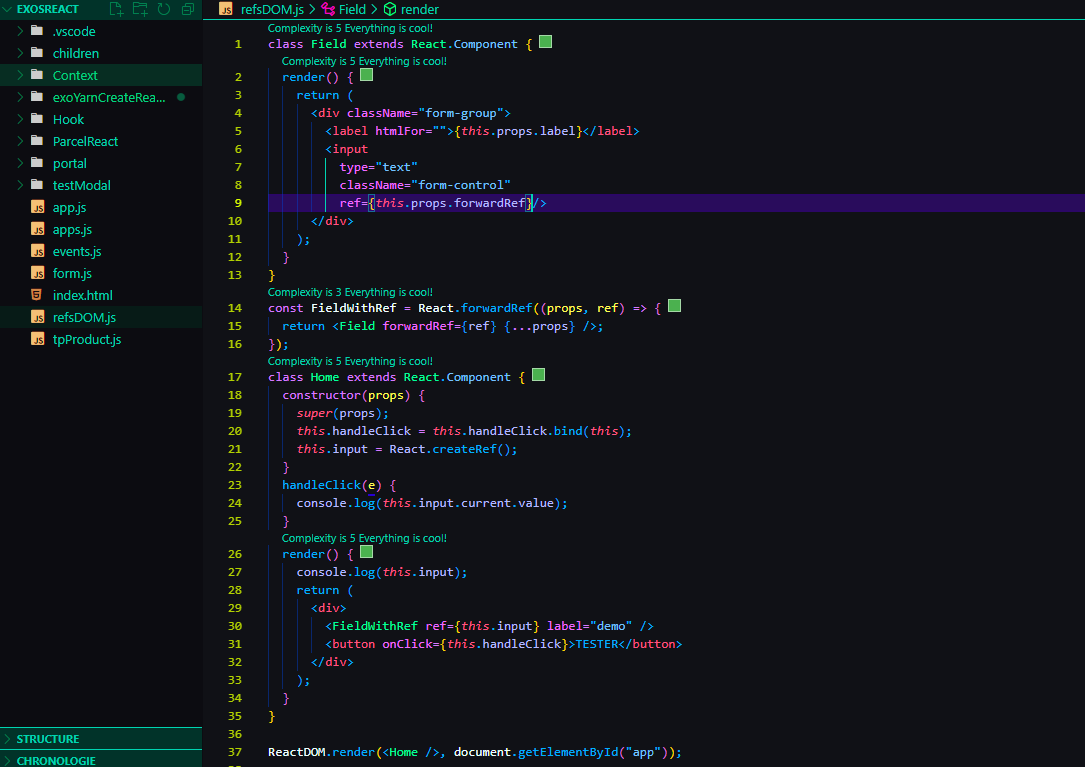 EXOSREACT
.vscode
children
Context
exoYarnCreateRea...
Hook
ParcelReact
portal
testModal
app.js
apps.js
events.js
form.js
index.html
refsDOM.js
tpProduct.js
STRUCTURE
CHRONOLOGIE
JS refsDOM.js > Field > render
Complexity is 5 Everything is cool!
1 class Field extends React.Component {
Complexity is 5 Everything is cool!
2 render() {
3 return (
4 <div className="form-group">
5 <label htmlFor="">{this.props.label}</label>
6 <input
7 type="text"
8 className="form-control"
9 ref={this.props.forwardRef}/>
10 </div>
11 );
12 }
13 }
Complexity is 3 Everything is cool!
14 const FieldWithRef = React.forwardRef((props, ref) => {
15 return <Field forwardRef={ref} {...props} />;
16 });
Complexity is 5 Everything is cool!
17 class Home extends React.Component {
18 constructor(props) {
19 super(props);
20 this.handleClick = this.handleClick.bind(this);
21 this.input = React.createRef();
22 }
23 handleClick(e) {
24 console.log(this.input.current.value);
25 }
Complexity is 5 Everything is cool!
26 render() {
27 console.log(this.input);
28 return (
29 <div>
30 <FieldWithRef ref={this.input} label="demo" />
31 <button onClick={this.handleClick}>TESTER</button>
32 </div>
33 );
34 }
35 }
36
37 ReactDOM.render(<Home />, document.getElementById("app"));